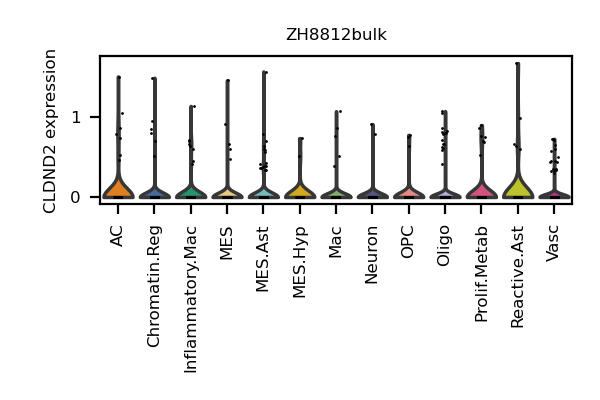 ZH8812bulk
CLDND2 expression
1
0
AC
Chromatin.Reg
Inflammatory.Mac
MES
MES.Ast
MES.Hyp
Mac
Neuron
OPC
Oligo
Prolif.Metab
Reactive.Ast
Vasc